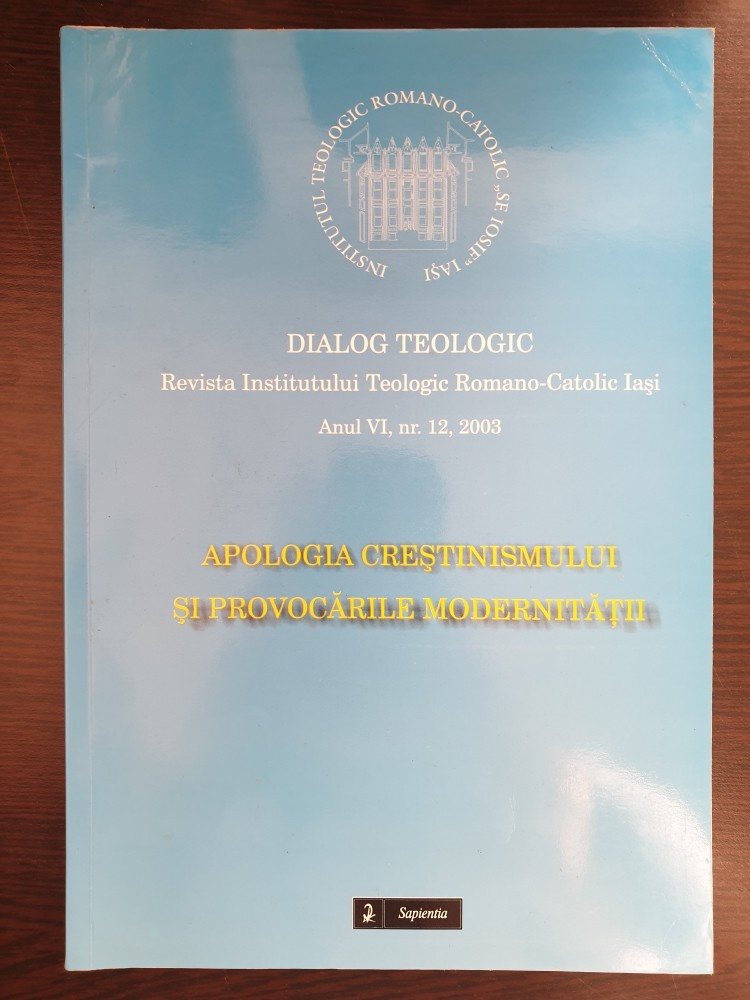 INSTITUTUL TEOLOGIC ROMANO-CATOLIC „SF. IOSIF” IAŞI
DIALOG TEOLOGIC
Revista Institutului Teologic Romano-Catolic Iaşi
Anul VI, nr. 12, 2003
APOLOGIA CREŞTINISMULUI
ŞI PROVOCĂRILE MODERNITĂŢII
Sapientia